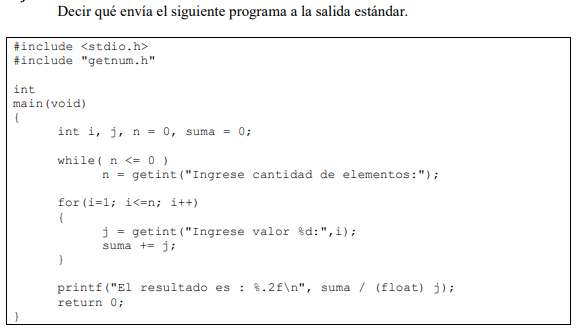 Decir qué envía el siguiente programa a la salida estándar.
#include <stdio.h>
#include "getnum.h"
int
main(void)
{
int i, j, n = 0, suma = 0;
while( n <= 0 )
n = getint("Ingrese cantidad de elementos:");
for(i=1; i<=n; i++)
{
j = getint("Ingrese valor %d:",i);
suma += j;
}
printf("El resultado es : %.2f\n", suma / (float) j);
return 0;
}